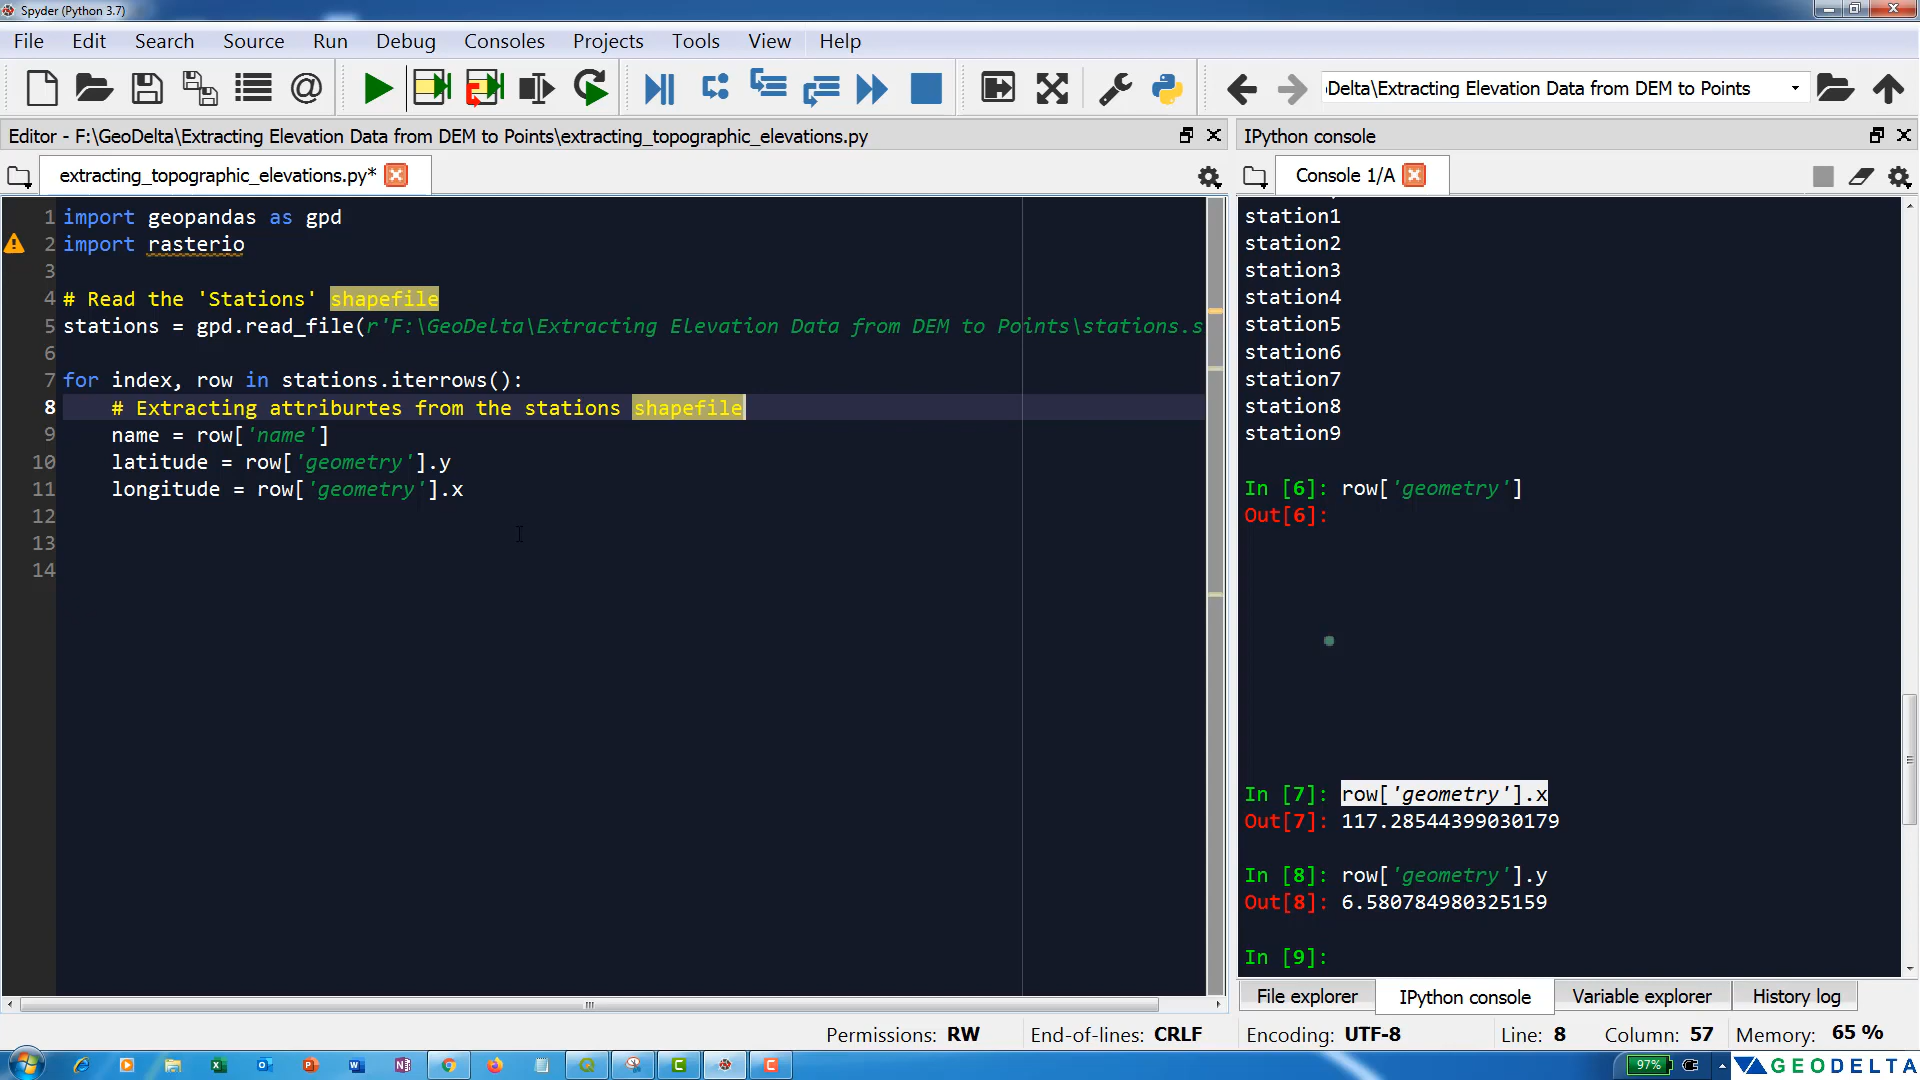 Spyder (Python 3.7)
File Edit Search Source Run Debug Consoles Projects Tools View Help
Delta\Extracting Elevation Data from DEM to Points
Editor - F:\GeoDelta\Extracting Elevation Data from DEM to Points\extracting_topographic_elevations.py
extracting_topographic_elevations.py*
1 import geopandas as gpd
2 import rasterio
3
4 # Read the 'Stations' shapefile
5 stations = gpd.read_file(r'F:\GeoDelta\Extracting Elevation Data from DEM to Points\stations.s
6
7 for index, row in stations.iterrows():
8     # Extracting attriburtes from the stations shapefile
9     name = row['name']
10     latitude = row['geometry'].y
11     longitude = row['geometry'].x
12
13
14
IPython console
Console 1/A
station1
station2
station3
station4
station5
station6
station7
station8
station9
In [6]: row['geometry']
Out[6]:
In [7]: row['geometry'].x
Out[7]: 117.28544399030179
In [8]: row['geometry'].y
Out[8]: 6.580784980325159
In [9]:
File explorer IPython console Variable explorer History log
Permissions: RW End-of-lines: CRLF Encoding: UTF-8 Line: 8 Column: 57 Memory: 65 %
97%
GEODELTA